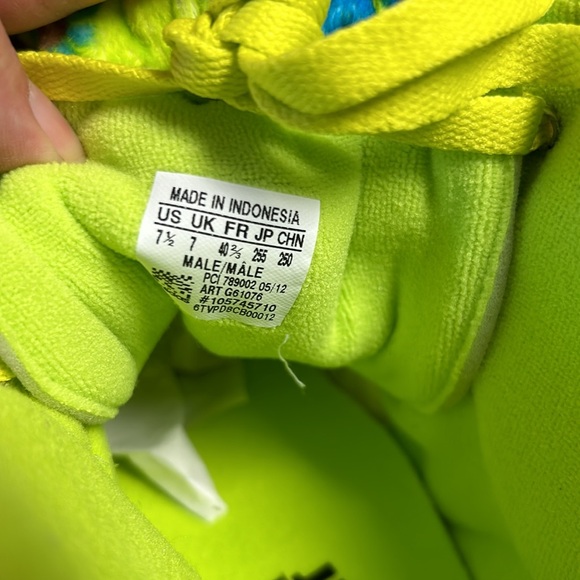 MADE IN INDONESIA
US UK FR JP CHN
7½ 7 40⅔ 255 250
MALE/MÂLE
PCI 789002 05/12
ART G61076
#105745710
6TVPD8CB00012